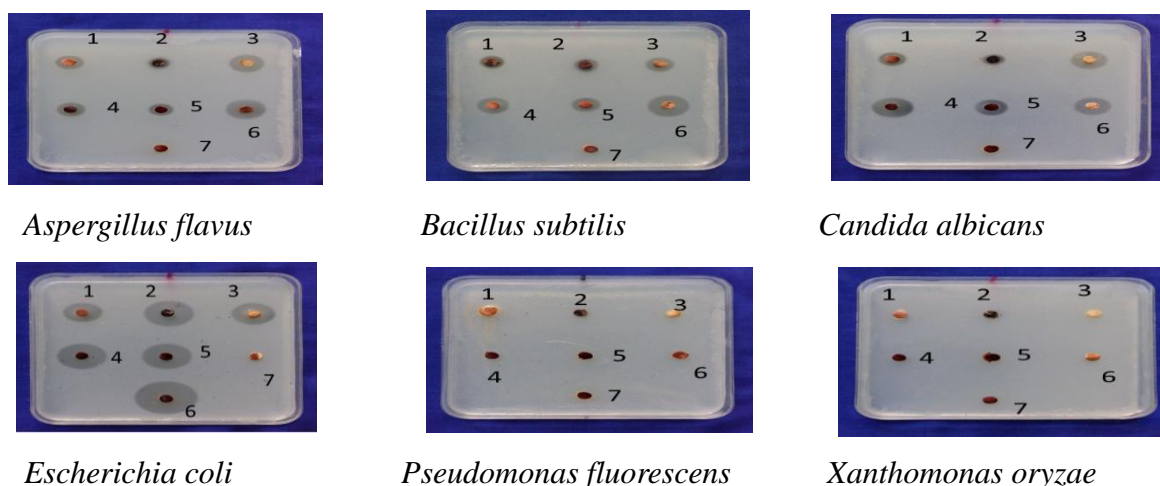 1 2 3
4 5 6
7
1 2 3
4 5 6
7
1 2 3
4 5 6
7
Aspergillus flavus Bacillus subtilis Candida albicans
1 2 3
4 5 7
6
1 2 3
4 5 6
7
1 2 3
4 5 6
7
Escherichia coli Pseudomonas fluorescens Xanthomonas oryzae